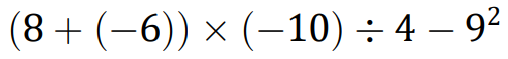 (8 + (−6)) × (−10) ÷ 4 − 9²